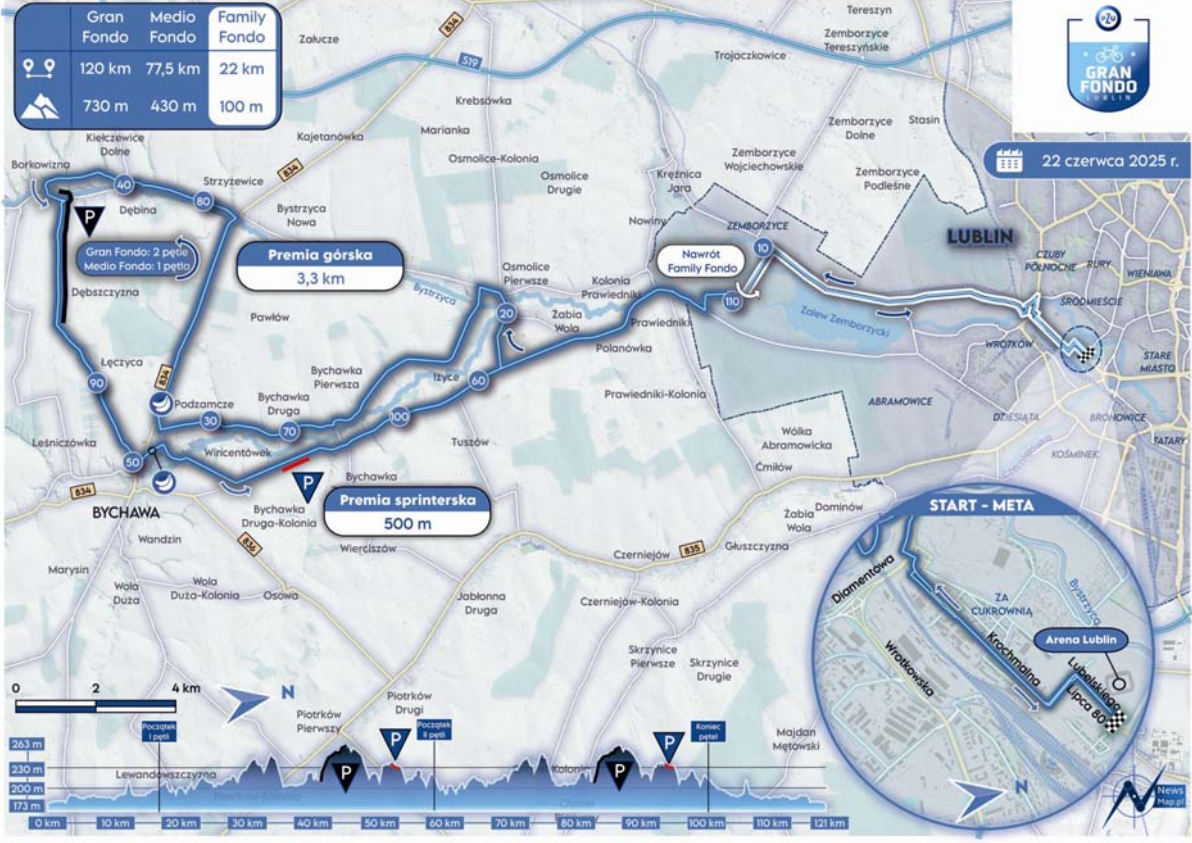 Gran Fondo
Medio Fondo
Family Fondo
120 km
77,5 km
22 km
730 m
430 m
100 m
PZU
GRAN
FONDO
LUBLIN
22 czerwca 2025 r.
Załucze
834
S19
Tereszyn
Zemborzyce
Tereszyńskie
Trojaczkowice
Krebsówka
Marianka
Kajetanówka
Kiełczewice
Dolne
Borkowizna
40
Strzyżewice
834
80
Dębina
Osmolice-Kolonia
Osmolice
Drugie
Krężnica
Jara
Zemborzyce
Wojciechowskie
Zemborzyce
Dolne
Stasin
Zemborzyce
Podleśne
Bystrzyca
Nowa
Nowiny
ZEMBORZYCE
LUBLIN
P
Gran Fondo: 2 pętle
Medio Fondo: 1 pętla
Premia górska
3,3 km
Nawrót
Family Fondo
10
CZUBY
PÓŁNOCNE
RURY
WIENIAWA
ŚRÓDMIEŚCIE
Osmolice
Pierwsze
Kolonia
Prawiedniki
Bystrzyca
Dębszczyzna
Pawłów
20
Żabia
Wola
Prawiedniki
110
Zalew Zemborzycki
WROTKÓW
STARE
MIASTO
Polanówka
Łęczyca
90
834
Podzamcze
30
Bychawka
Pierwsza
Bychawka
Druga
70
Iżyce
60
100
Prawiedniki-Kolonia
ABRAMOWICE
DZIESIĄTA
BRONOWICE
TATARY
KOŚMINEK
Leśniczówka
50
Wincentówek
Tuszów
Wólka
Abramowicka
Ćmiłów
834
BYCHAWA
Bychawka
Bychawka
Druga-Kolonia
P
Premia sprinterska
500 m
Wandzin
836
Wierciszów
Czerniejów
835
Głuszczyzna
Żabia
Wola
Dominów
Marysin
Wola
Duża
Wola
Duża-Kolonia
Osowa
Jabłonna
Druga
Czerniejów-Kolonia
START - META
Diamentowa
ZA
CUKROWNIĄ
Bystrzyca
Arena Lublin
Krochmalna
Wrotkowska
Lubelskiego
Lipca 80
N
Skrzynice
Pierwsze
Skrzynice
Drugie
0
2
4 km
N
Piotrków
Drugi
Piotrków
Pierwszy
Majdan
Mętowski
Początek
I pętli
Początek
II pętli
Koniec
pętel
P
P
P
P
263 m
230 m
200 m
173 m
Lewandowszczyzna
0 km
10 km
20 km
30 km
40 km
50 km
60 km
70 km
80 km
90 km
100 km
110 km
121 km
News
Map.pl